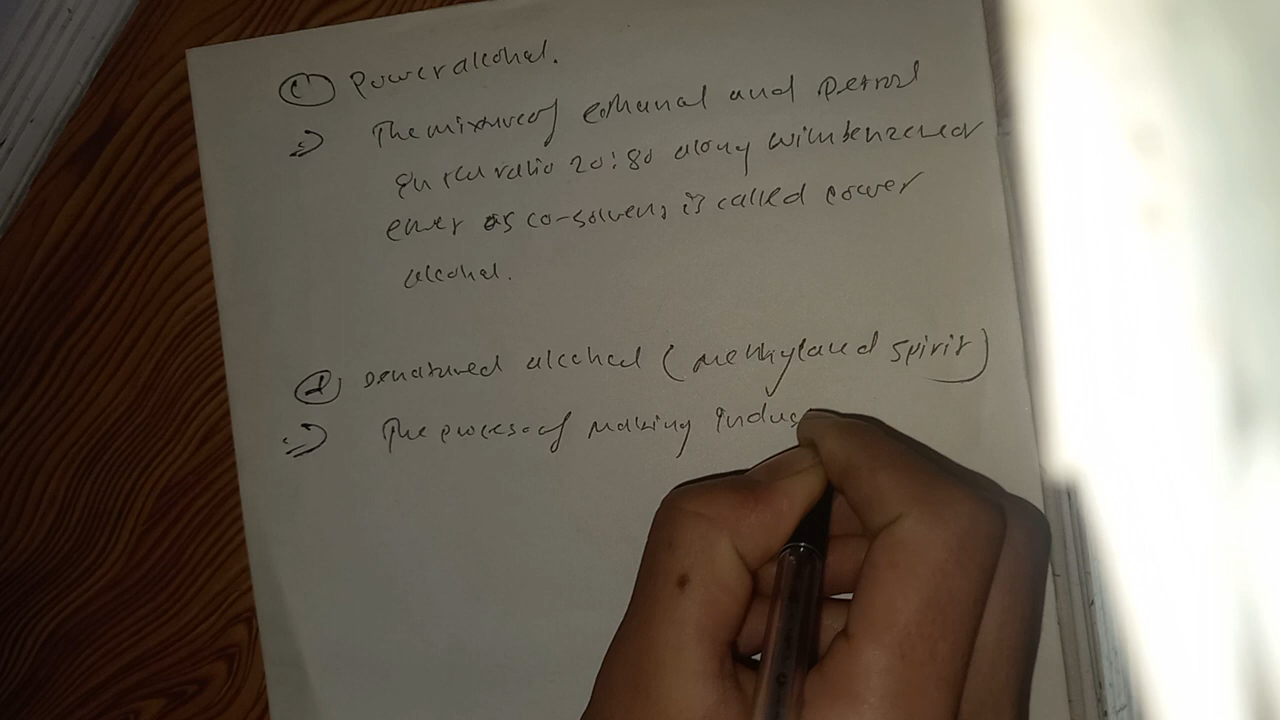 (1) Power alcohol.
=> The mixture of ethanal and petrol
in the ratio 20:80 along with benzene or
ether as co-solvent is called power
alcohol.
(2) Denatured alcohol (methylated spirit)
=> The process of making indus